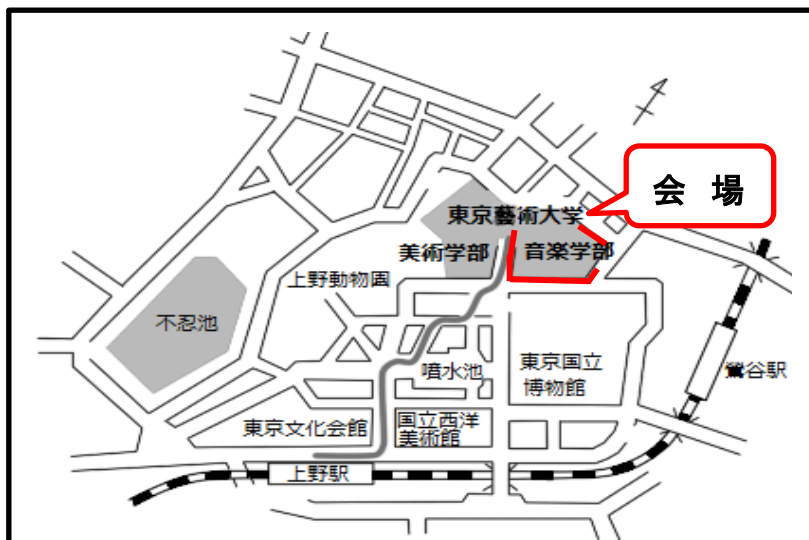 会 場
東京藝術大学
美術学部
音楽学部
上野動物園
不忍池
噴水池
東京国立
博物館
鶯谷駅
東京文化会館
国立西洋
美術館
上野駅